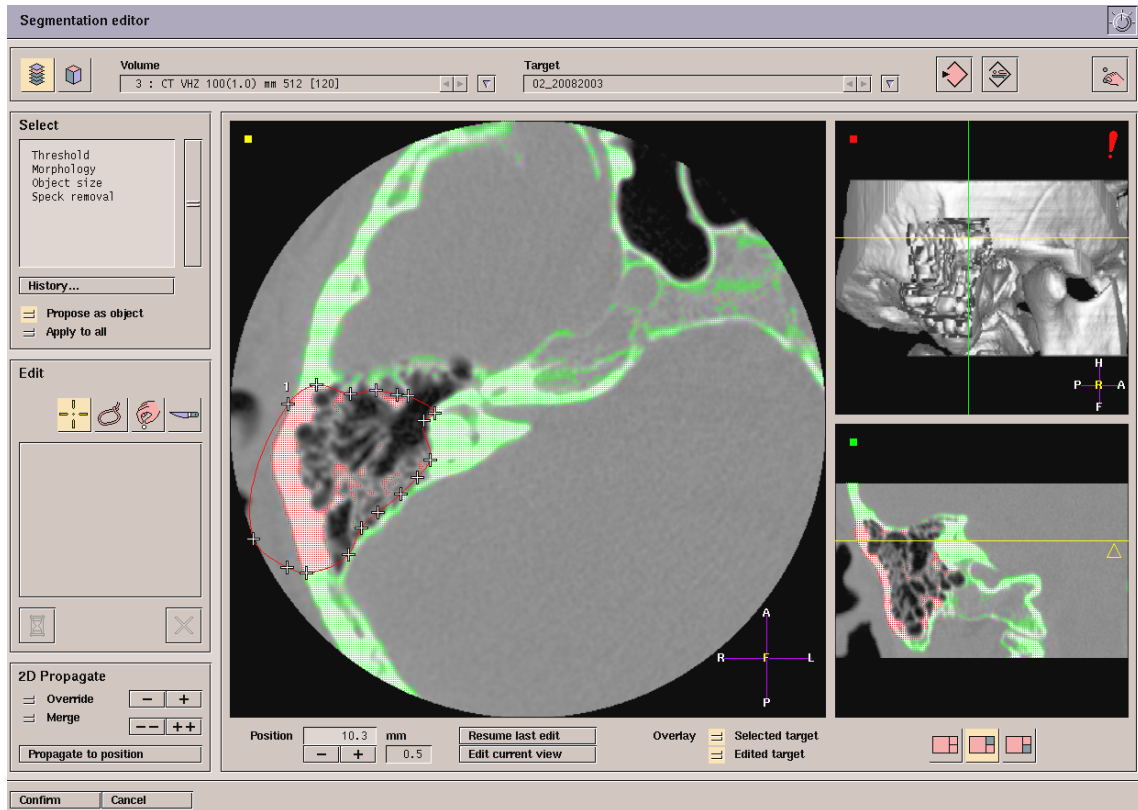 Segmentation editor
Volume
3 : CT VHZ 100(1.0) mm 512 [120]
Target
02_20082003
Select
Threshold
Morphology
Object size
Speck removal
History...
Propose as object
Apply to all
Edit
2D Propagate
Override
- +
Merge
-- ++
Propagate to position
1
A
R F L
P
H
P R A
F
!
Position 10.3 mm
- + 0.5
Resume last edit
Edit current view
Overlay
Selected target
Edited target
Confirm
Cancel